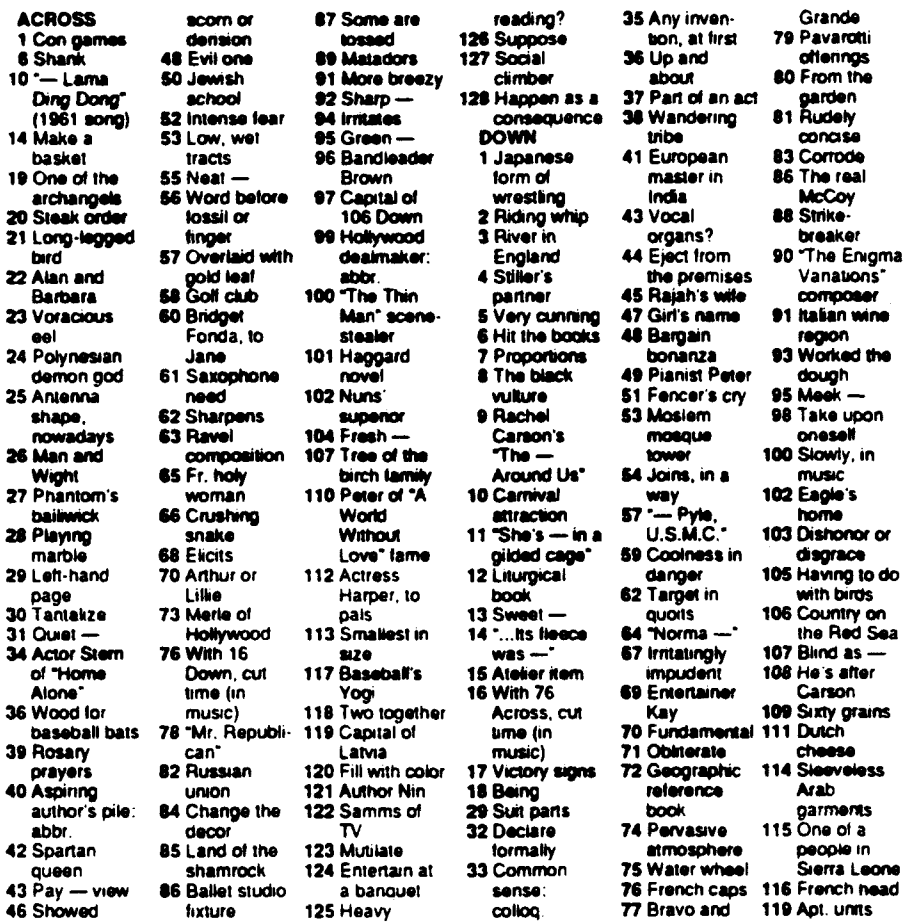 ACROSS
1 Con games
6 Shank
10 "— Lama
Ding Dong"
(1961 song)
14 Make a
basket
19 One of the
archangels
20 Steak order
21 Long-legged
bird
22 Alan and
Barbara
23 Voracious
eel
24 Polynesian
demon god
25 Antenna
shape,
nowadays
26 Man and
Wight
27 Phantom's
bailiwick
28 Playing
marble
29 Left-hand
page
30 Tantalize
31 Quiet —
34 Actor Stern
of "Home
Alone"
36 Wood for
baseball bats
39 Rosary
prayers
40 Aspiring
author's pile:
abbr.
42 Spartan
queen
43 Pay — view
46 Showed
scorn or
derision
48 Evil one
50 Jewish
school
52 Intense fear
53 Low, wet
tracts
55 Neat —
56 Word before
fossil or
finger
57 Overlaid with
gold leaf
58 Golf club
60 Bridget
Fonda, to
Jane
61 Saxophone
need
62 Sharpens
63 Ravel
composition
65 Fr. holy
woman
66 Crushing
snake
68 Elicits
70 Arthur or
Lillie
73 Merle of
Hollywood
76 With 16
Down, cut
time (in
music)
78 "Mr. Republi-
can"
82 Russian
union
84 Change the
decor
85 Land of the
shamrock
86 Ballet studio
fixture
87 Some are
tossed
89 Matadors
91 More breezy
92 Sharp —
94 Irritates
95 Green —
96 Bandleader
Brown
97 Capital of
106 Down
99 Hollywood
dealmaker:
abbr.
100 "The Thin
Man" scene-
stealer
101 Haggard
novel
102 Nuns'
superior
104 Fresh —
107 Tree of the
birch family
110 Peter of "A
World
Without
Love" fame
112 Actress
Harper, to
pals
113 Smallest in
size
117 Baseball's
Yogi
118 Two together
119 Capital of
Latvia
120 Fill with color
121 Author Nin
122 Samms of
TV
123 Mutilate
124 Entertain at
a banquet
125 Heavy
reading?
126 Suppose
127 Social
climber
128 Happen as a
consequence
DOWN
1 Japanese
form of
wrestling
2 Riding whip
3 River in
England
4 Stiller's
partner
5 Very cunning
6 Hit the books
7 Proportions
8 The black
vulture
9 Rachel
Carson's
"The —
Around Us"
10 Carnival
attraction
11 "She's — in a
gilded cage"
12 Liturgical
book
13 Sweet —
14 "...Its fleece
was —"
15 Atelier item
16 With 76
Across, cut
time (in
music)
17 Victory signs
18 Being
29 Suit parts
32 Declare
formally
33 Common
sense:
colloq.
35 Any inven-
tion, at first
36 Up and
about
37 Part of an act
38 Wandering
tribe
41 European
master in
India
43 Vocal
organs?
44 Eject from
the premises
45 Rajah's wife
47 Girl's name
48 Bargain
bonanza
49 Pianist Peter
51 Fencer's cry
53 Moslem
mosque
tower
54 Joins, in a
way
57 "— Pyle,
U.S.M.C."
59 Coolness in
danger
62 Target in
quoits
64 "Norma —"
67 Irritatingly
impudent
69 Entertainer
Kay
70 Fundamental
71 Obliterate
72 Geographic
reference
book
74 Pervasive
atmosphere
75 Water wheel
76 French caps
77 Bravo and
Grande
79 Pavarotti
offerings
80 From the
garden
81 Rudely
concise
83 Corrode
86 The real
McCoy
88 Strike-
breaker
90 "The Enigma
Variations"
composer
91 Italian wine
region
93 Worked the
dough
95 Meek —
98 Take upon
oneself
100 Slowly, in
music
102 Eagle's
home
103 Dishonor or
disgrace
105 Having to do
with birds
106 Country on
the Red Sea
107 Blind as —
108 He's after
Carson
109 Sixty grains
111 Dutch
cheese
114 Sleeveless
Arab
garments
115 One of a
people in
Sierra Leone
116 French head
119 Apt. units